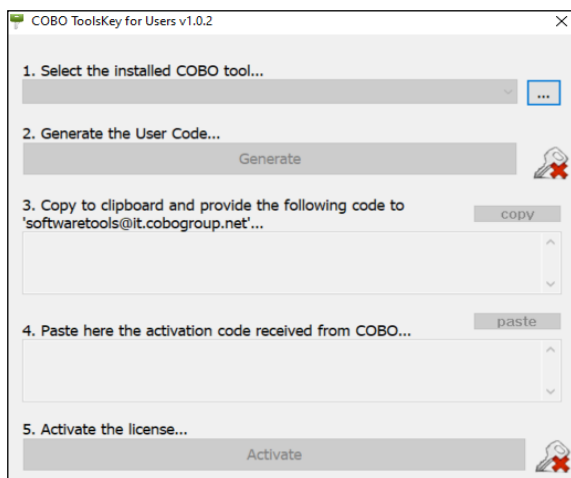 COBO ToolsKey for Users v1.0.2
1. Select the installed COBO tool...
...
2. Generate the User Code...
Generate
3. Copy to clipboard and provide the following code to
'softwaretools@it.cobogroup.net'...
copy
4. Paste here the activation code received from COBO...
paste
5. Activate the license...
Activate